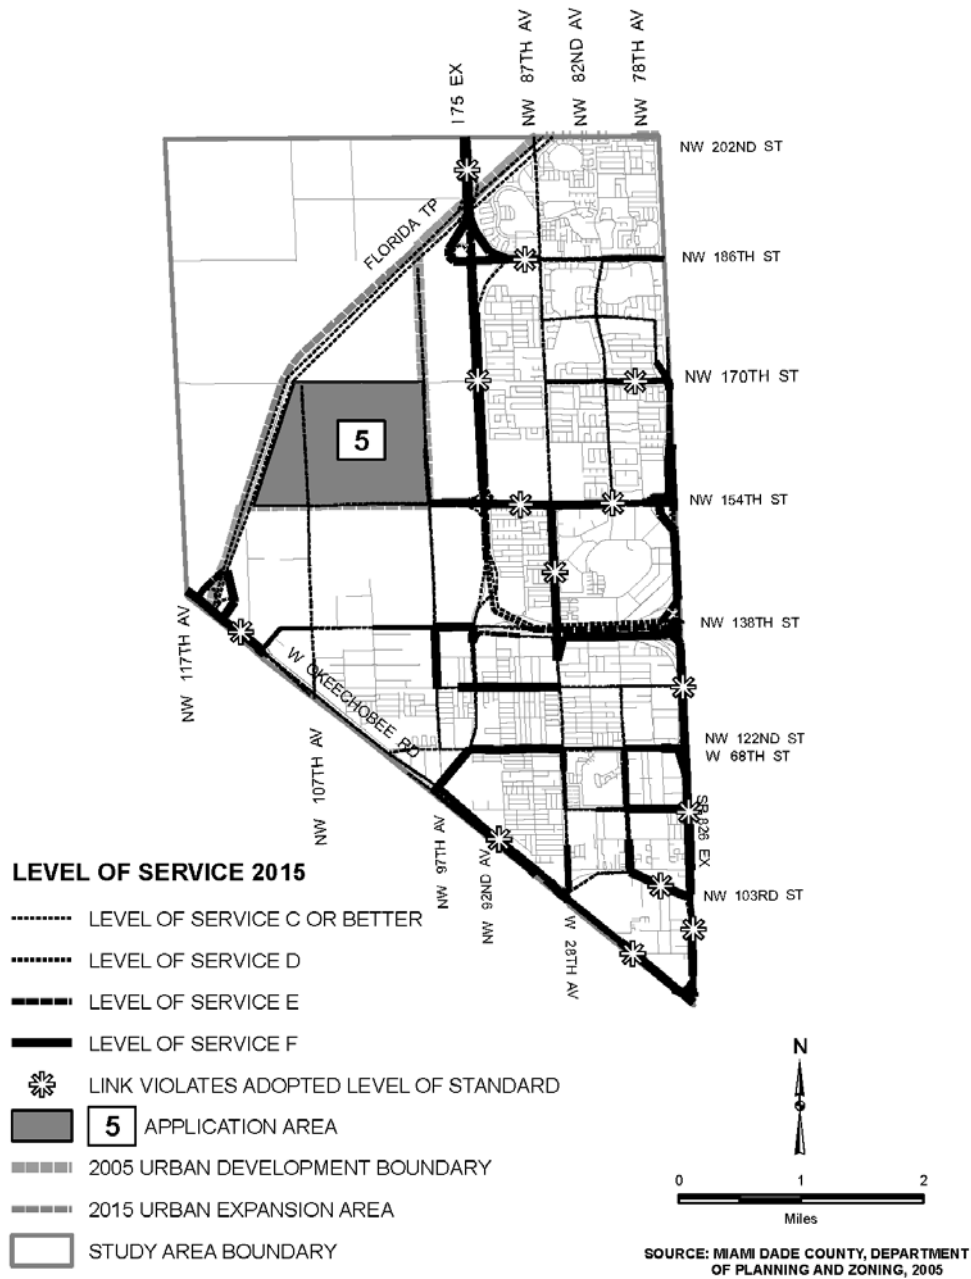 I 75 EX
NW 87TH AV
NW 82ND AV
NW 78TH AV
NW 202ND ST
FLORIDA TP
NW 186TH ST
NW 170TH ST
5
NW 154TH ST
NW 138TH ST
NW 117TH AV
W OKEECHOBEE RD
NW 122ND ST
W 68TH ST
NW 107TH AV
SR 826 EX
NW 97TH AV
NW 92ND AV
NW 103RD ST
W 28TH AV
LEVEL OF SERVICE 2015
LEVEL OF SERVICE C OR BETTER
LEVEL OF SERVICE D
LEVEL OF SERVICE E
LEVEL OF SERVICE F
LINK VIOLATES ADOPTED LEVEL OF STANDARD
5 APPLICATION AREA
2005 URBAN DEVELOPMENT BOUNDARY
2015 URBAN EXPANSION AREA
STUDY AREA BOUNDARY
N
0 1 2
Miles
SOURCE: MIAMI DADE COUNTY, DEPARTMENT
OF PLANNING AND ZONING, 2005